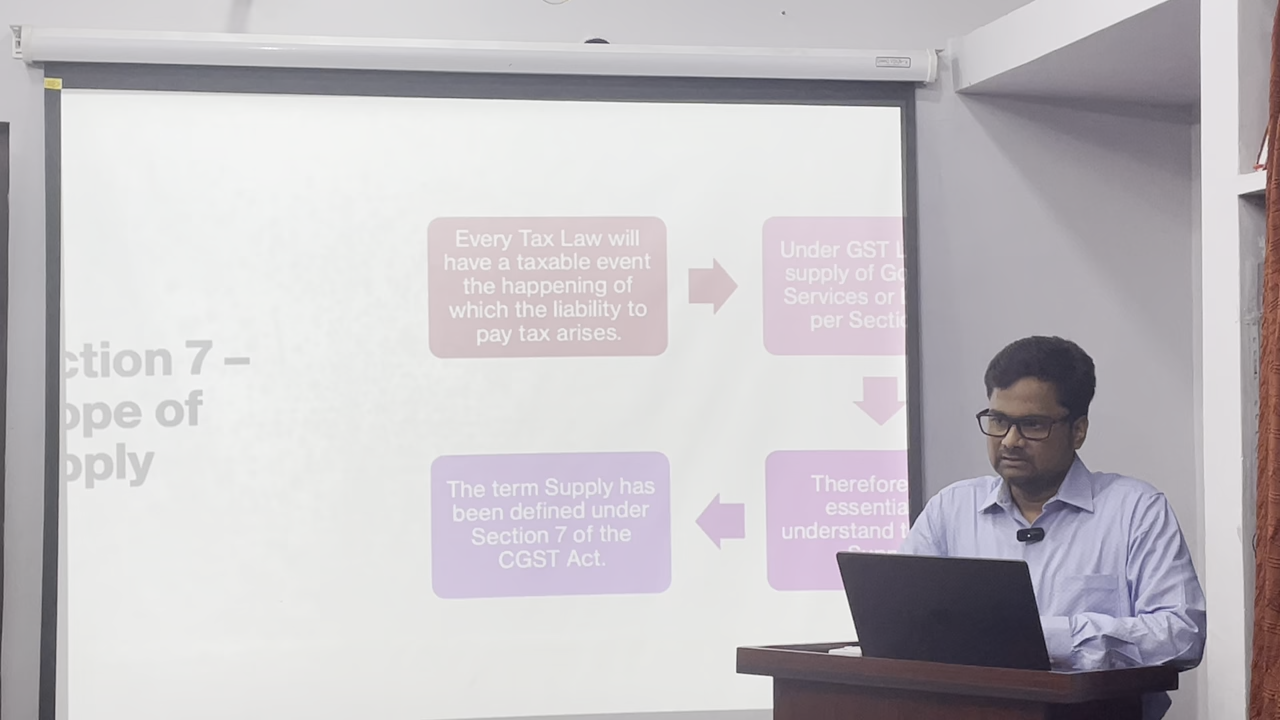 ction 7 –
ope of
pply
Every Tax Law will
have a taxable event
the happening of
which the liability to
pay tax arises.
Under GST L
supply of Go
Services or
per Sectio
Therefore
essentia
understand t
The term Supply has
been defined under
Section 7 of the
CGST Act.